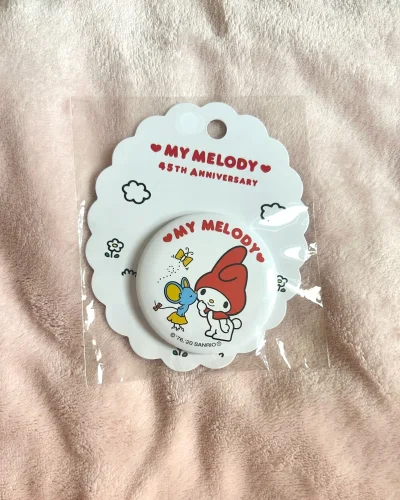 ♥MY MELODY♥
45TH ANNIVERSARY
♥MY MELODY♥
© '76, '20 SANRIO